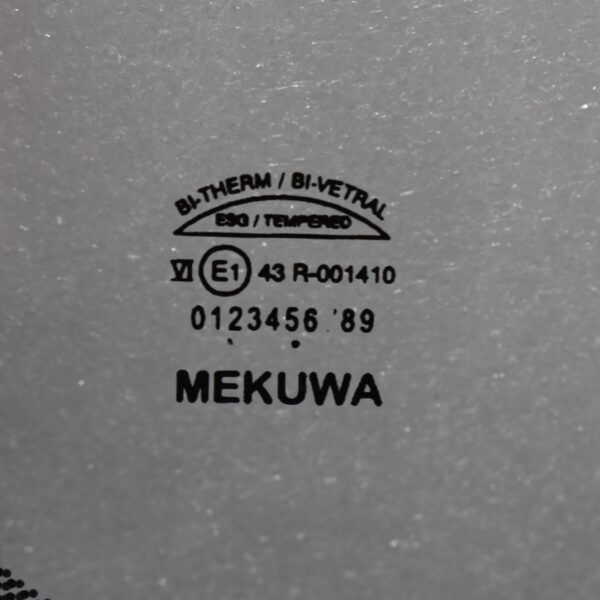 BI-THERM / BI-VETRAL
ESG / TEMPERED
VI E1 43 R-001410
0123456 '89
MEKUWA